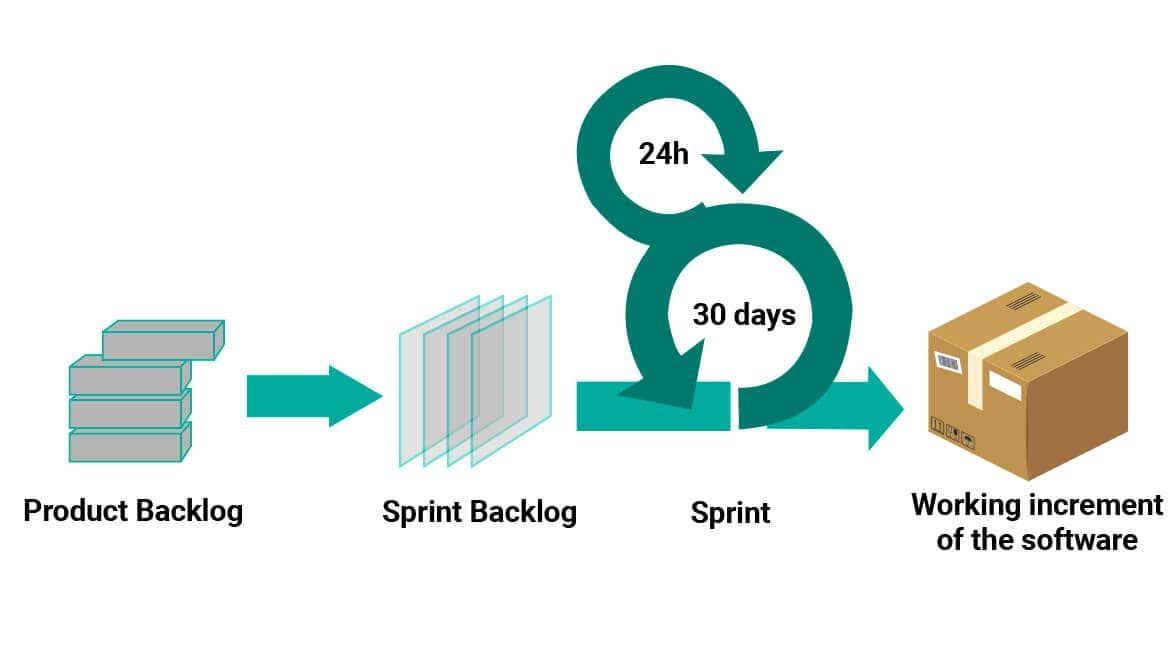 24h
30 days
Product Backlog
Sprint Backlog
Sprint
Working increment
of the software